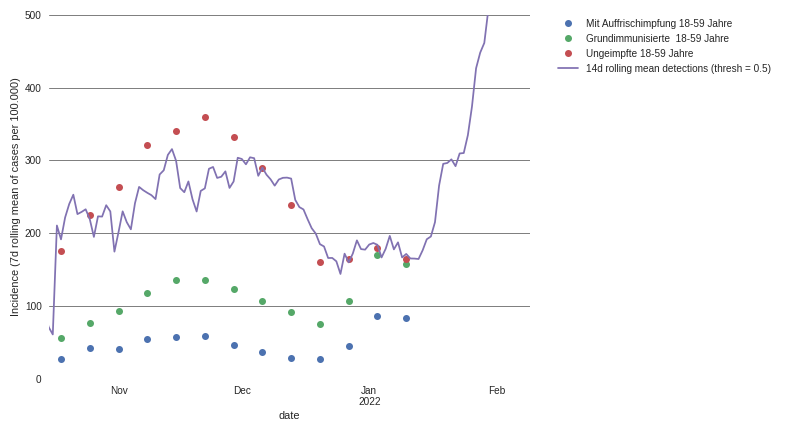 500
400
300
200
100
0
Incidence (7d rolling mean of cases per 100.000)
Nov
Dec
Jan
2022
Feb
date
Mit Auffrischimpfung 18-59 Jahre
Grundimmunisierte  18-59 Jahre
Ungeimpfte 18-59 Jahre
14d rolling mean detections (thresh = 0.5)